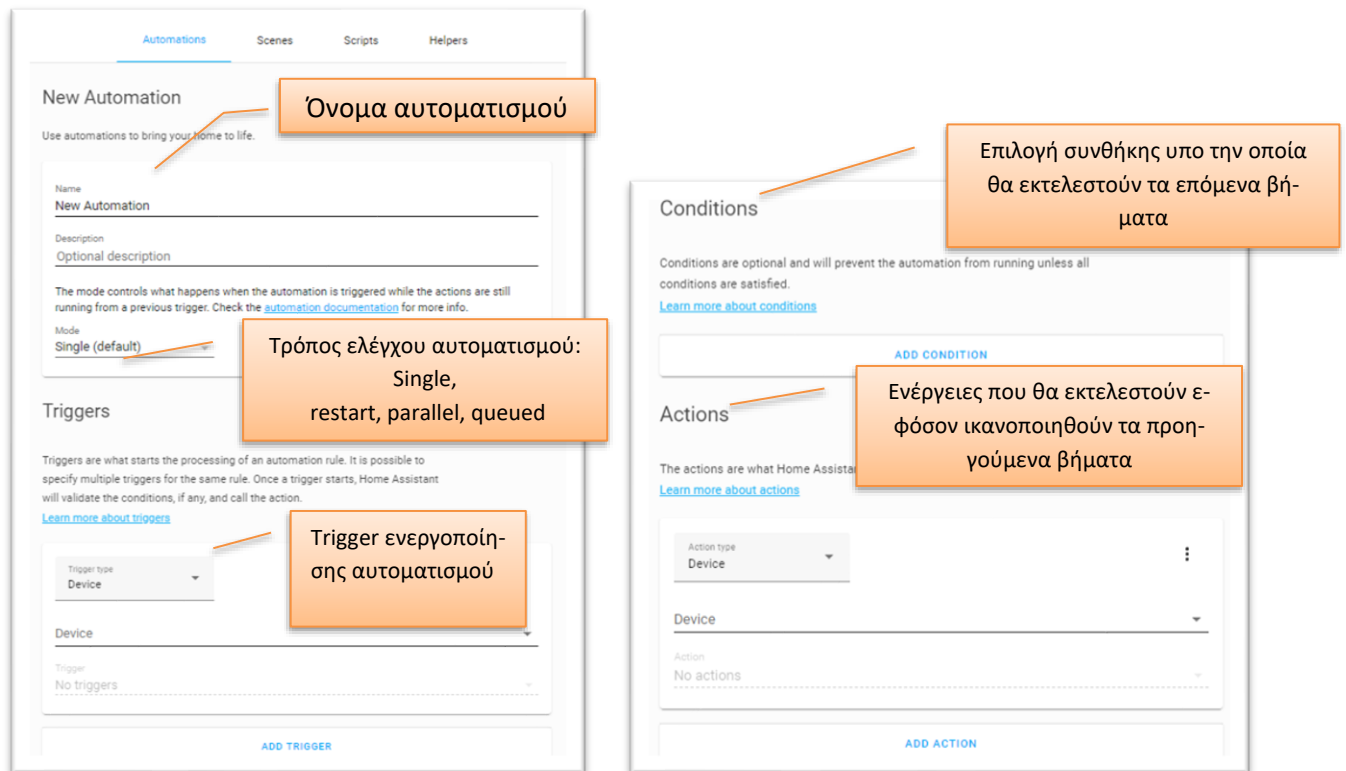 Automations Scenes Scripts Helpers
New Automation
Όνομα αυτοματισμού
Use automations to bring your home to life.
Name
New Automation
Description
Optional description
The mode controls what happens when the automation is triggered while the actions are still
running from a previous trigger. Check the automation documentation for more info.
Mode
Single (default)
Τρόπος ελέγχου αυτοματισμού:
Single,
restart, parallel, queued
Triggers
Triggers are what starts the processing of an automation rule. It is possible to
specify multiple triggers for the same rule. Once a trigger starts, Home Assistant
will validate the conditions, if any, and call the action.
Learn more about triggers
Trigger ενεργοποίη-
σης αυτοματισμού
Trigger type
Device
Device
Trigger
No triggers
ADD TRIGGER
Επιλογή συνθήκης υπο την οποία
θα εκτελεστούν τα επόμενα βή-
ματα
Conditions
Conditions are optional and will prevent the automation from running unless all
conditions are satisfied.
Learn more about conditions
ADD CONDITION
Ενέργειες που θα εκτελεστούν ε-
φόσον ικανοποιηθούν τα προη-
γούμενα βήματα
Actions
The actions are what Home Assista
Learn more about actions
Action type
Device
Device
Action
No actions
ADD ACTION